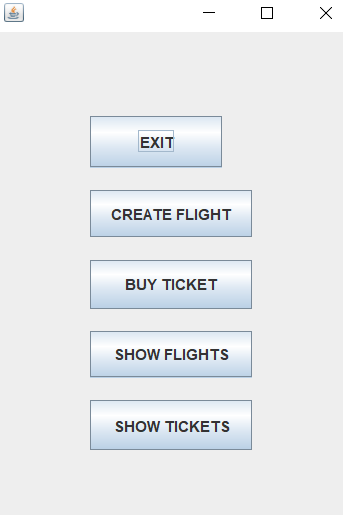 EXIT
CREATE FLIGHT
BUY TICKET
SHOW FLIGHTS
SHOW TICKETS